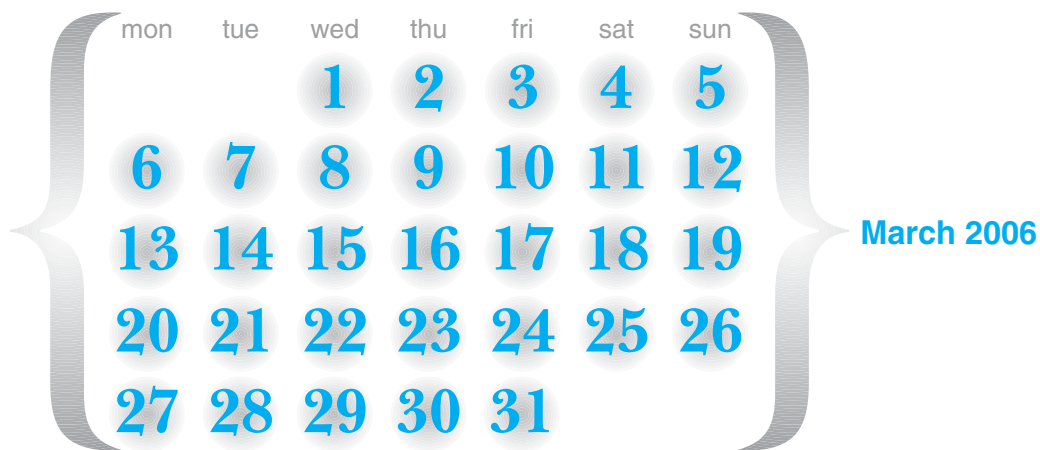 mon tue wed thu fri sat sun
1 2 3 4 5
6 7 8 9 10 11 12
13 14 15 16 17 18 19
20 21 22 23 24 25 26
27 28 29 30 31
March 2006